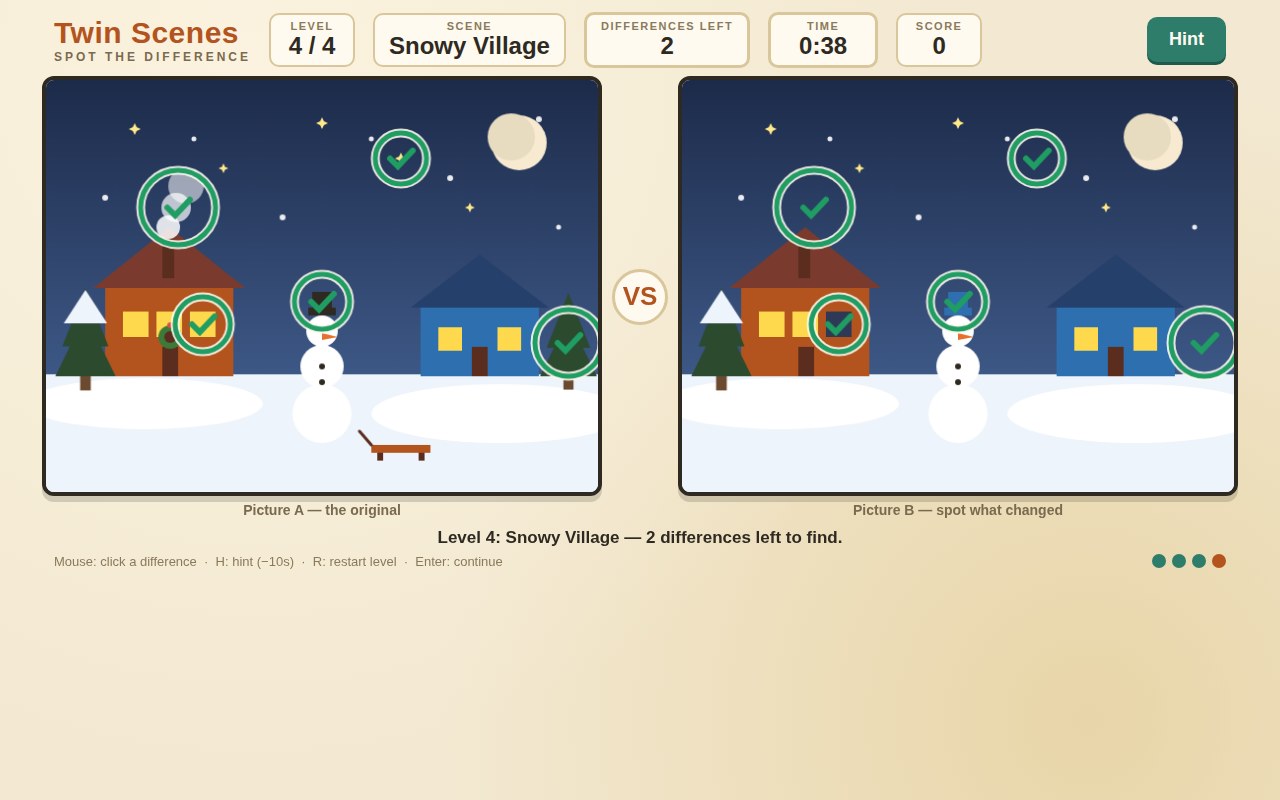 Twin Scenes
SPOT THE DIFFERENCE
LEVEL
4 / 4
SCENE
Snowy Village
DIFFERENCES LEFT
2
TIME
0:38
SCORE
0
Hint
VS
Picture A — the original
Picture B — spot what changed
Level 4: Snowy Village — 2 differences left to find.
Mouse: click a difference · H: hint (−10s) · R: restart level · Enter: continue